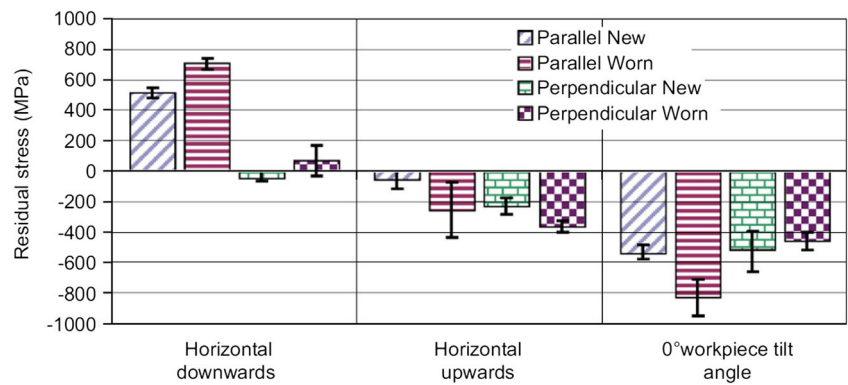 Residual stress (MPa)
1000
800
600
400
200
0
-200
-400
-600
-800
-1000
Parallel New
Parallel Worn
Perpendicular New
Perpendicular Worn
Horizontal
downwards
Horizontal
upwards
0°workpiece tilt
angle